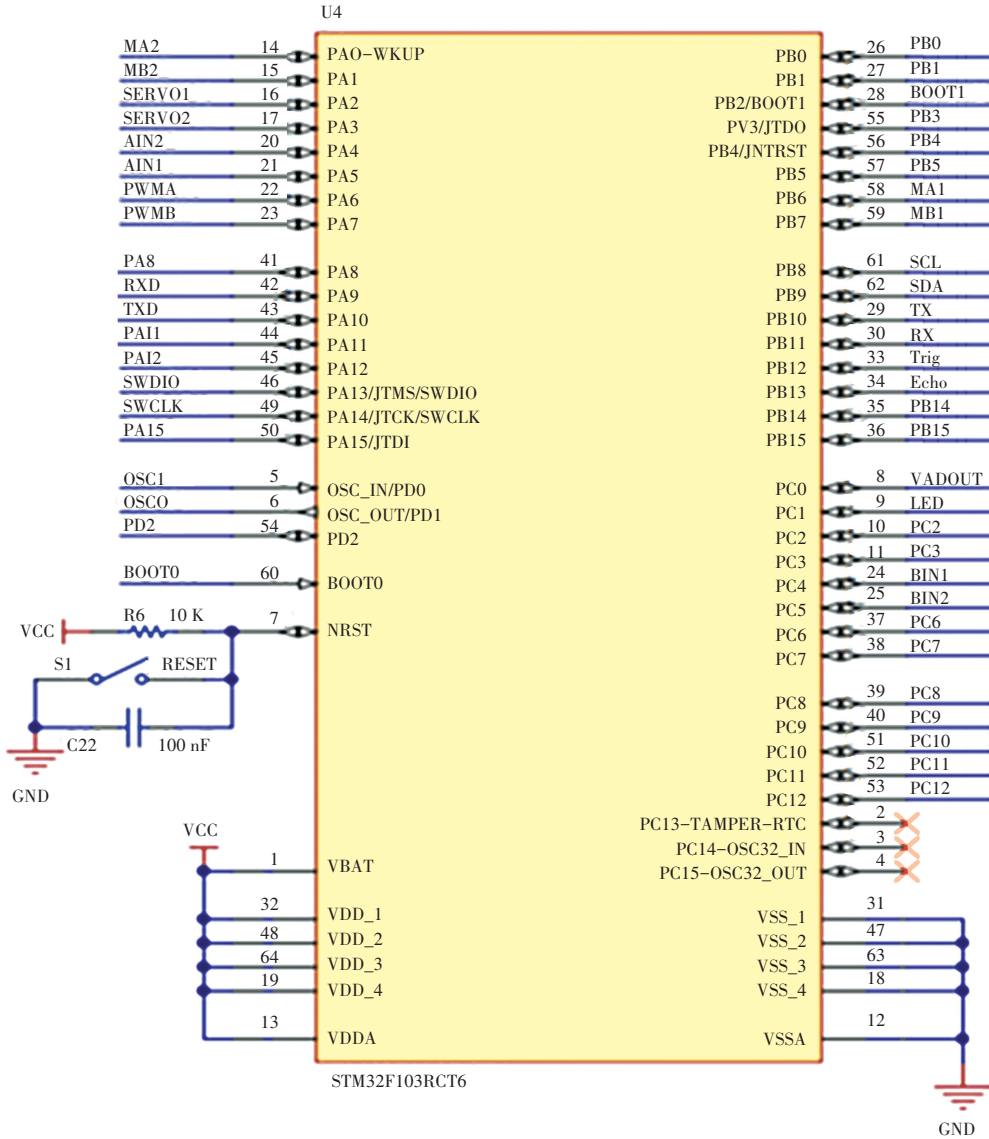 U4
MA2 14 PAO-WKUP
MB2 15 PA1
SERVO1 16 PA2
SERVO2 17 PA3
AIN2 20 PA4
AIN1 21 PA5
PWMA 22 PA6
PWMB 23 PA7
PA8 41 PA8
RXD 42 PA9
TXD 43 PA10
PAI1 44 PA11
PAI2 45 PA12
SWDIO 46 PA13/JTMS/SWDIO
SWCLK 49 PA14/JTCK/SWCLK
PA15 50 PA15/JTDI
OSC1 5 OSC_IN/PD0
OSCO 6 OSC_OUT/PD1
PD2 54 PD2
BOOT0 60 BOOT0
R6 10 K 7 NRST
VCC
S1 RESET
C22 100 nF
GND
VCC
1 VBAT
32 VDD_1
48 VDD_2
64 VDD_3
19 VDD_4
13 VDDA
PB0 26 PB0
PB1 27 PB1
PB2/BOOT1 28 BOOT1
PV3/JTDO 55 PB3
PB4/JNTRST 56 PB4
PB5 57 PB5
PB6 58 MA1
PB7 59 MB1
PB8 61 SCL
PB9 62 SDA
PB10 29 TX
PB11 30 RX
PB12 33 Trig
PB13 34 Echo
PB14 35 PB14
PB15 36 PB15
PC0 8 VADOUT
PC1 9 LED
PC2 10 PC2
PC3 11 PC3
PC4 24 BIN1
PC5 25 BIN2
PC6 37 PC6
PC7 38 PC7
PC8 39 PC8
PC9 40 PC9
PC10 51 PC10
PC11 52 PC11
PC12 53 PC12
PC13-TAMPER-RTC 2
PC14-OSC32_IN 3
PC15-OSC32_OUT 4
VSS_1 31
VSS_2 47
VSS_3 63
VSS_4 18
VSSA 12
GND
STM32F103RCT6